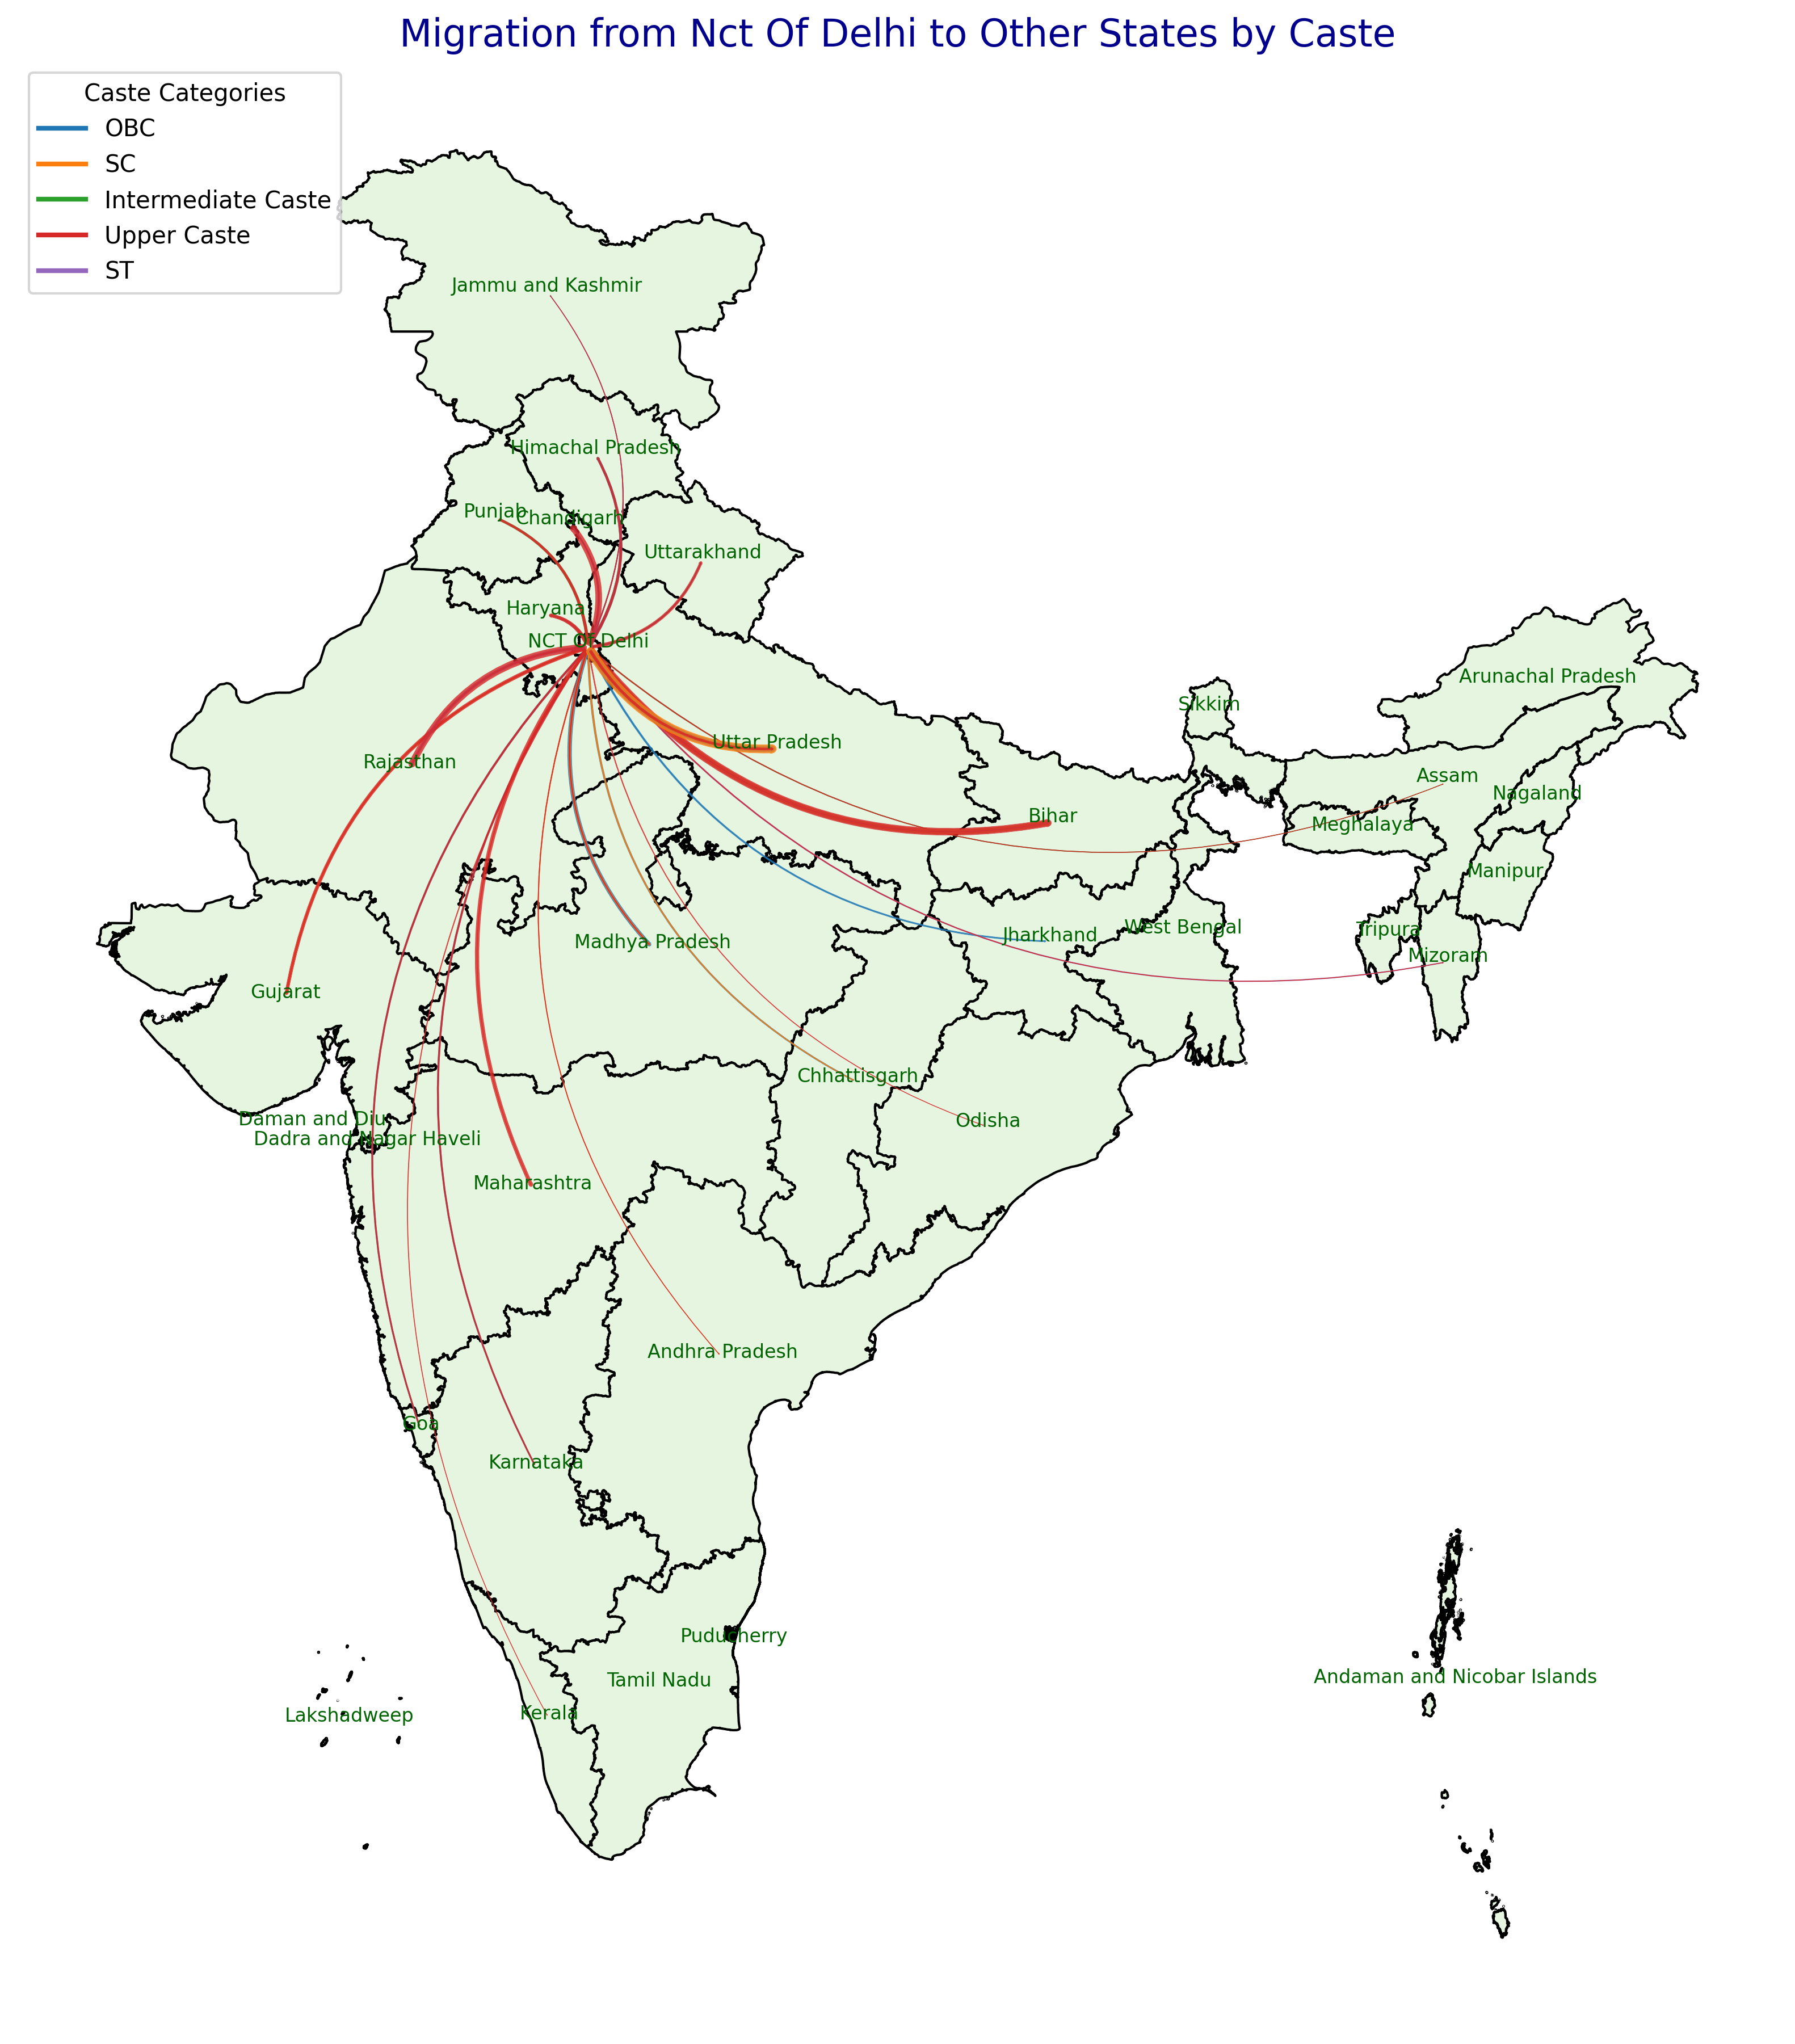 Migration from Nct Of Delhi to Other States by Caste
Caste Categories
OBC
SC
Intermediate Caste
Upper Caste
ST
Jammu and Kashmir
Himachal Pradesh
Punjab
Chandigarh
Uttarakhand
Haryana
NCT Of Delhi
Arunachal Pradesh
Sikkim
Uttar Pradesh
Rajasthan
Assam
Nagaland
Bihar
Meghalaya
Manipur
West Bengal
Tripura
Jharkhand
Madhya Pradesh
Mizoram
Gujarat
Chhattisgarh
Daman and Diu
Odisha
Dadra and Nagar Haveli
Maharashtra
Andhra Pradesh
Goa
Karnataka
Puducherry
Andaman and Nicobar Islands
Tamil Nadu
Kerala
Lakshadweep